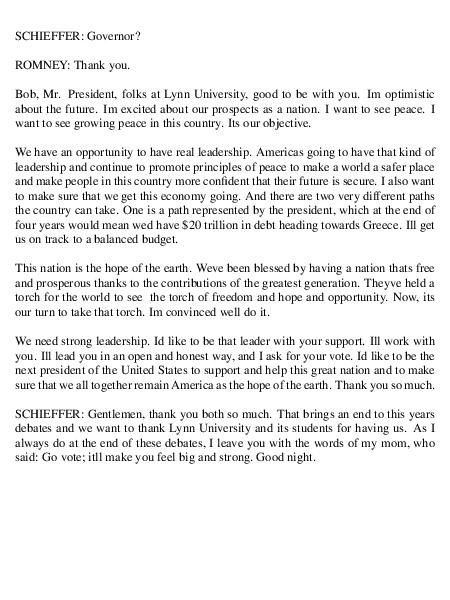 SCHIEFFER: Governor?
ROMNEY: Thank you.
Bob, Mr. President, folks at Lynn University, good to be with you. Im optimistic
about the future. Im excited about our prospects as a nation. I want to see peace. I
want to see growing peace in this country. Its our objective.
We have an opportunity to have real leadership. Americas going to have that kind of
leadership and continue to promote principles of peace to make a world a safer place
and make people in this country more confident that their future is secure. I also want
to make sure that we get this economy going. And there are two very different paths
the country can take. One is a path represented by the president, which at the end of
four years would mean wed have $20 trillion in debt heading towards Greece. Ill get
us on track to a balanced budget.
This nation is the hope of the earth. Weve been blessed by having a nation thats free
and prosperous thanks to the contributions of the greatest generation. Theyve held a
torch for the world to see the torch of freedom and hope and opportunity. Now, its
our turn to take that torch. Im convinced well do it.
We need strong leadership. Id like to be that leader with your support. Ill work with
you. Ill lead you in an open and honest way, and I ask for your vote. Id like to be the
next president of the United States to support and help this great nation and to make
sure that we all together remain America as the hope of the earth. Thank you so much.
SCHIEFFER: Gentlemen, thank you both so much. That brings an end to this years
debates and we want to thank Lynn University and its students for having us. As I
always do at the end of these debates, I leave you with the words of my mom, who
said: Go vote; itll make you feel big and strong. Good night.